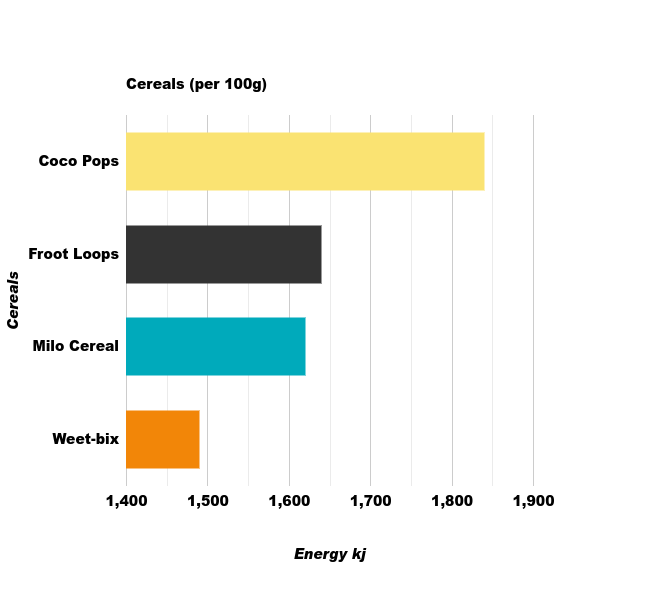 Cereals (per 100g)
Coco Pops
Froot Loops
Milo Cereal
Weet-bix
Cereals
1,400 1,500 1,600 1,700 1,800 1,900
Energy kj